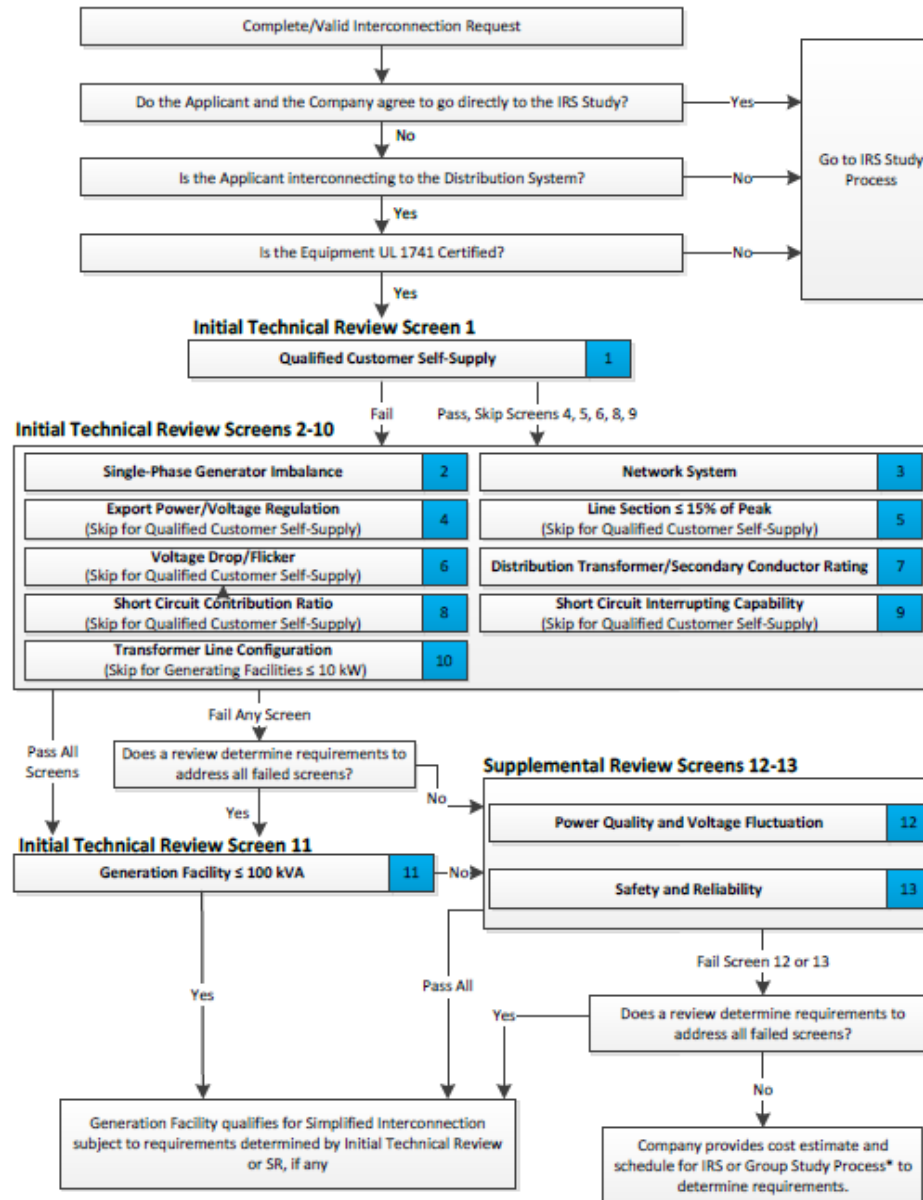 Complete/Valid Interconnection Request
Do the Applicant and the Company agree to go directly to the IRS Study?
Yes
Go to IRS Study
Process
No
Is the Applicant interconnecting to the Distribution System?
No
Yes
Is the Equipment UL 1741 Certified?
No
Yes
Initial Technical Review Screen 1
Qualified Customer Self-Supply
1
Fail
Pass, Skip Screens 4, 5, 6, 8, 9
Initial Technical Review Screens 2-10
Single-Phase Generator Imbalance
2
Network System
3
Export Power/Voltage Regulation
(Skip for Qualified Customer Self-Supply)
4
Line Section ≤ 15% of Peak
(Skip for Qualified Customer Self-Supply)
5
Voltage Drop/Flicker
(Skip for Qualified Customer Self-Supply)
6
Distribution Transformer/Secondary Conductor Rating
7
Short Circuit Contribution Ratio
(Skip for Qualified Customer Self-Supply)
8
Short Circuit Interrupting Capability
(Skip for Qualified Customer Self-Supply)
9
Transformer Line Configuration
(Skip for Generating Facilities ≤ 10 kW)
10
Pass All
Screens
Fail Any Screen
Does a review determine requirements to
address all failed screens?
No
Yes
Supplemental Review Screens 12-13
Power Quality and Voltage Fluctuation
12
Safety and Reliability
13
Initial Technical Review Screen 11
Generation Facility ≤ 100 kVA
11
No
Yes
Pass All
Fail Screen 12 or 13
Does a review determine requirements to
address all failed screens?
Yes
No
Generation Facility qualifies for Simplified Interconnection
subject to requirements determined by Initial Technical Review
or SR, if any
Company provides cost estimate and
schedule for IRS or Group Study Process* to
determine requirements.